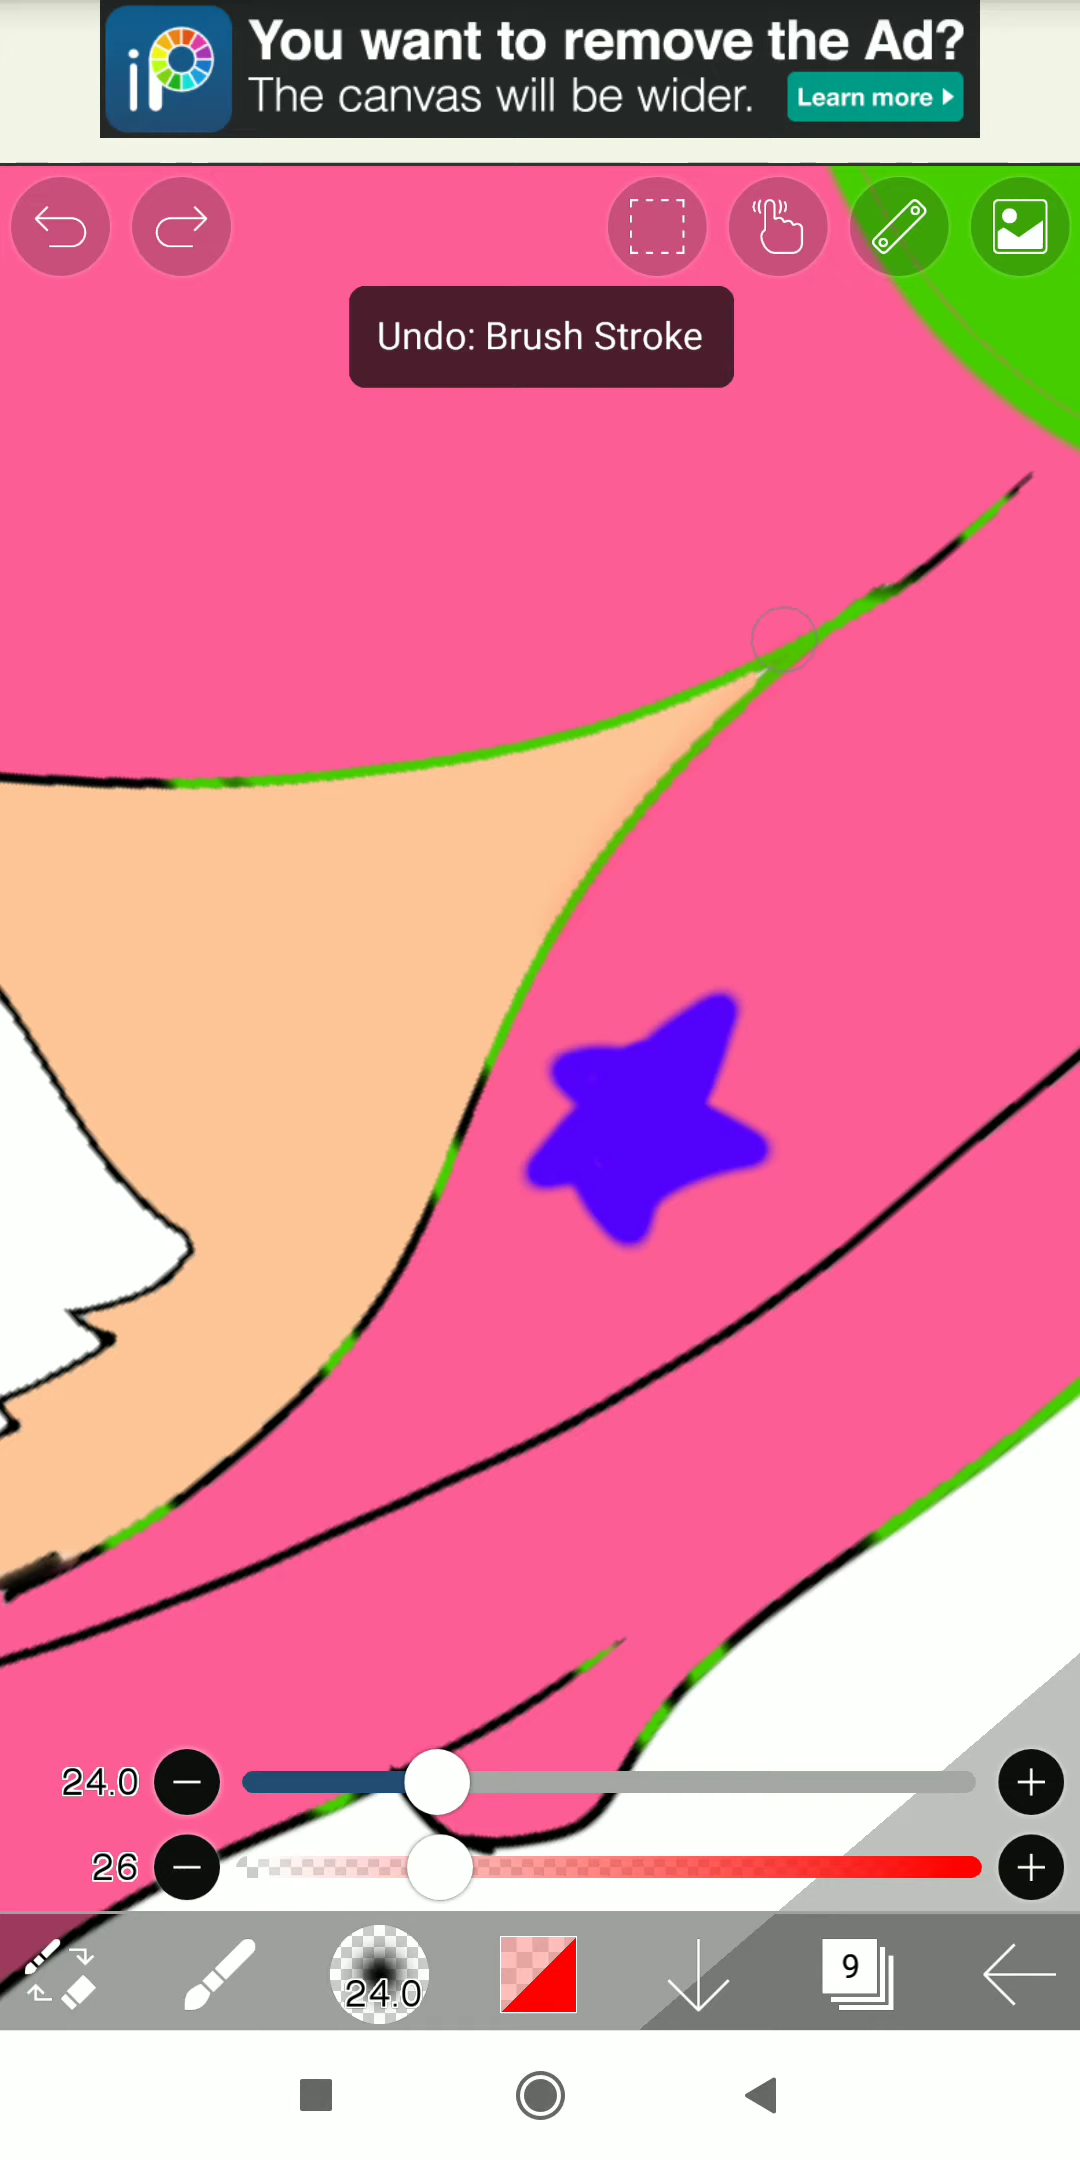 iP
You want to remove the Ad?
The canvas will be wider.
Learn more
Undo: Brush Stroke
24.0
26
24.0
9